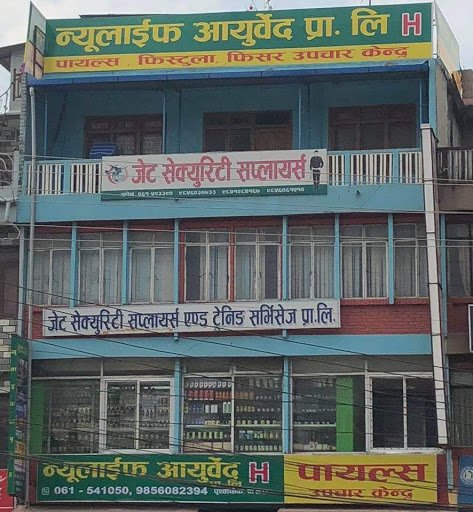 न्यूलाईफ आयुर्वेद प्रा. लि H
पायल्स . फिस्टुला. फिसर उपचार केन्द्र
जेट सेक्युरिटी सप्लायर्स
जेट सेक्युरिटी सप्लायर्स एण्ड टेनिङ सर्भिसेज प्रा.लि.
न्यूलाईफ आयुर्वेद H
प्रा. लि
061 - 541050, 9856082394
पायल्स
उपचार केन्द्र